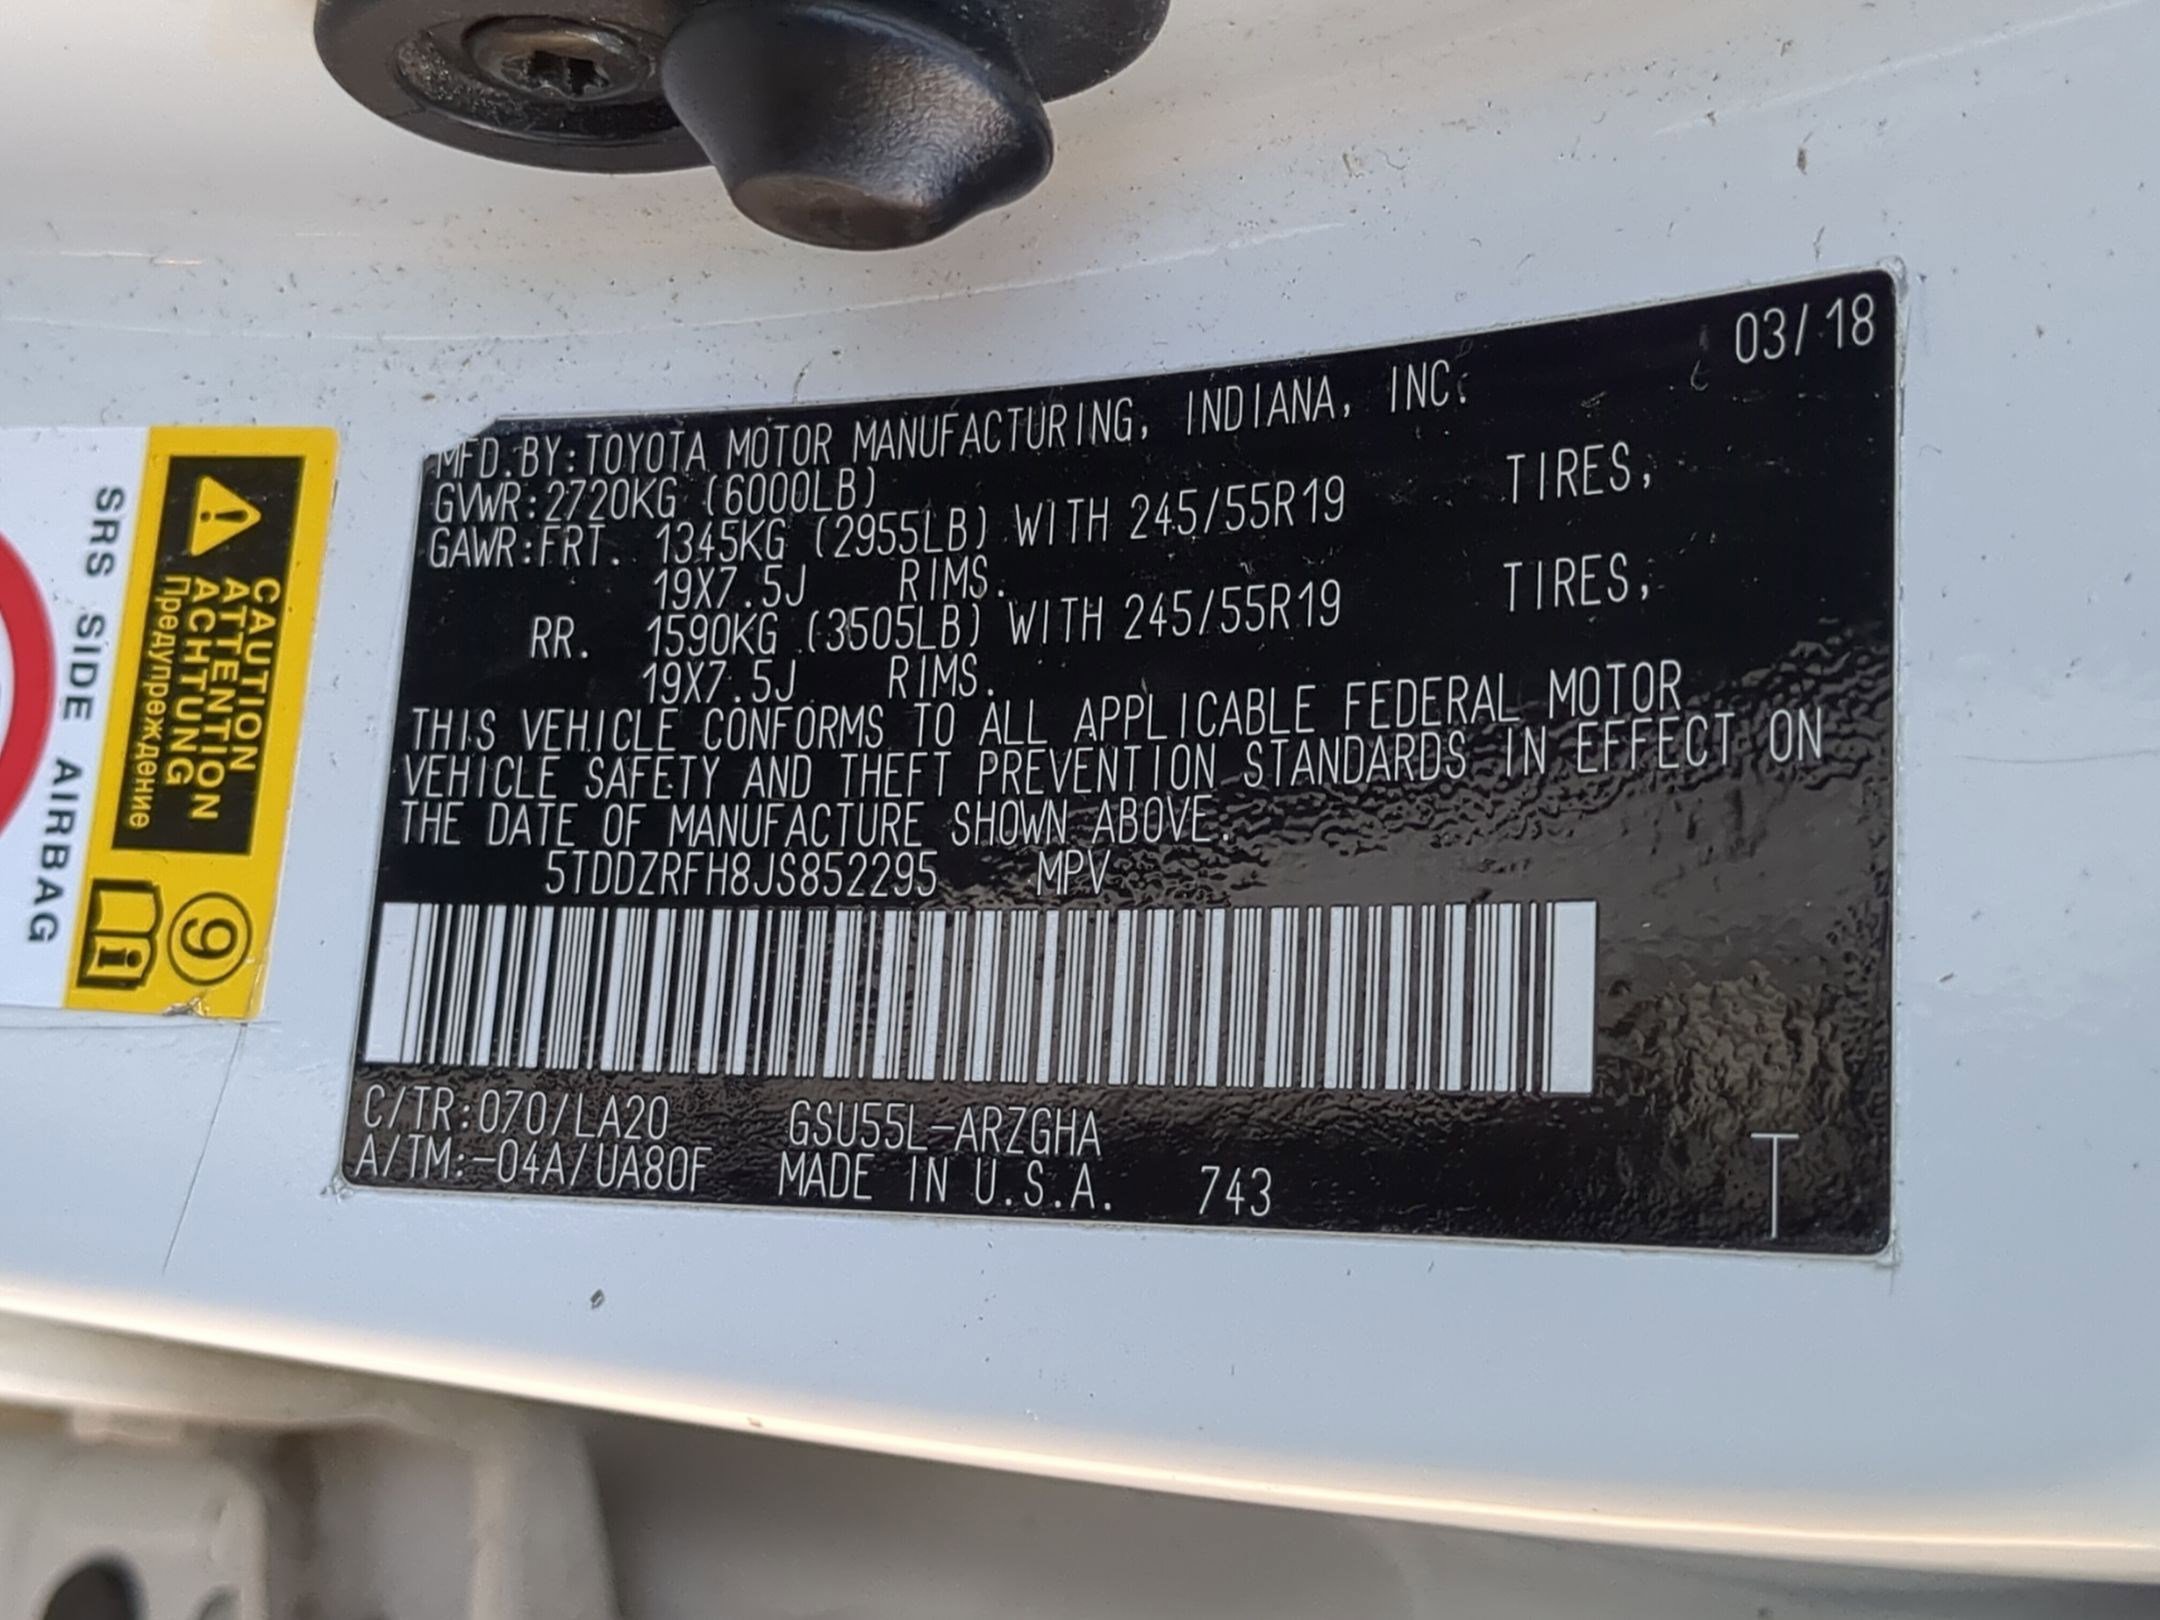 03/18
MFD.BY:TOYOTA MOTOR MANUFACTURING, INDIANA, INC.
GVWR:2720KG (6000LB)
GAWR:FRT. 1345KG (2955LB) WITH 245/55R19 TIRES,
19X7.5J RIMS.
RR. 1590KG (3505LB) WITH 245/55R19 TIRES,
19X7.5J RIMS.
THIS VEHICLE CONFORMS TO ALL APPLICABLE FEDERAL MOTOR
VEHICLE SAFETY AND THEFT PREVENTION STANDARDS IN EFFECT ON
THE DATE OF MANUFACTURE SHOWN ABOVE.
5TDDZRFH8JS852295 MPV
C/TR:070/LA20 GSU55L-ARZGHA
A/TM:-04A/UA80F MADE IN U.S.A. 743
T
CAUTION
ATTENTION
ACHTUNG
Предупреждение
9
i
SRS SIDE AIRBAG